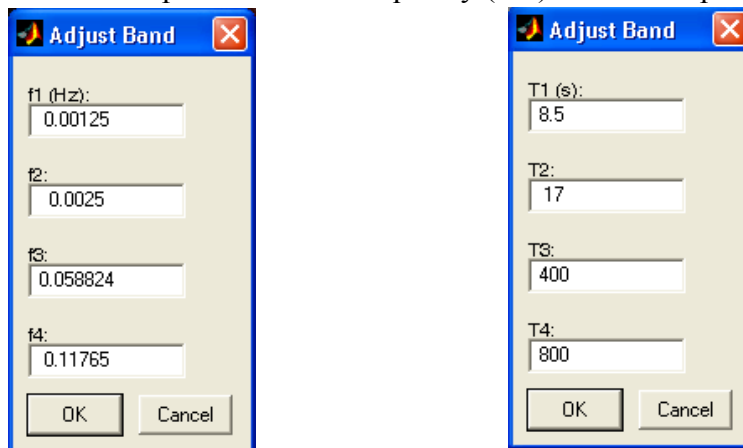 Adjust Band
f1 (Hz):
0.00125
f2:
0.0025
f3:
0.058824
f4:
0.11765
OK Cancel
Adjust Band
T1 (s):
8.5
T2:
17
T3:
400
T4:
800
OK Cancel